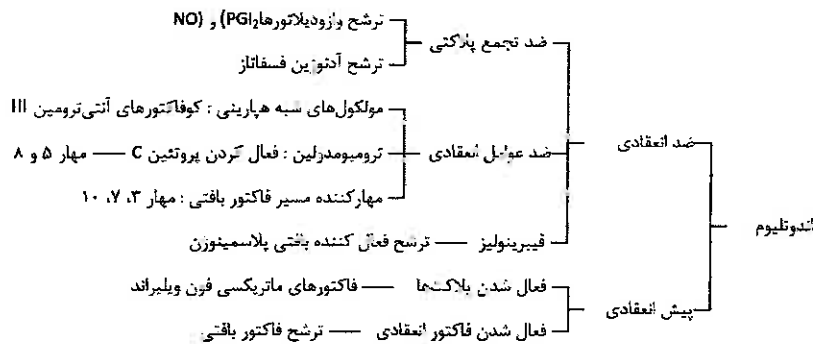 ترشح وازودیلاتورها (PGI₂ و NO)
ضد تجمع پلاکتی
ترشح آدنوزین فسفاتاز
مولکول‌های شبه هپارینی : کوفاکتورهای آنتی‌ترومبین III
ضد انعقادی
ضد عوامل انعقادی
ترومبومدولین : فعال کردن پروتئین C — مهار ۵ و ۸
مهارکننده مسیر فاکتور بافتی : مهار ۳، ۷، ۱۰
اندوتلیوم
فیبرینولیز — ترشح فعال کننده بافتی پلاسمینوژن
فعال شدن پلاکت‌ها — فاکتورهای ماتریکسی فون ویلبراند
پیش انعقادی
فعال شدن فاکتور انعقادی — ترشح فاکتور بافتی